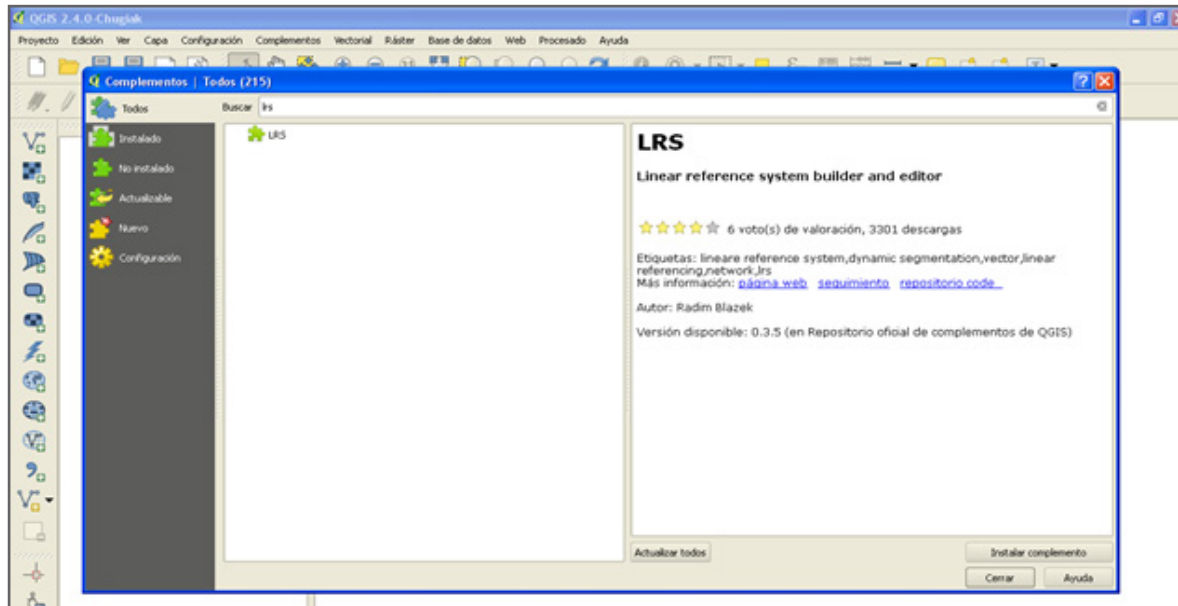 QGIS 2.4.0-Chugiak
Proyecto Edición Ver Capa Configuración Complementos Vectorial Ráster Base de datos Web Procesado Ayuda
Complementos | Todos (215)
Todos
Buscar lrs
Instalado
No instalado
Actualizable
Nuevo
Configuración
LRS
LRS
Linear reference system builder and editor
6 voto(s) de valoración, 3301 descargas
Etiquetas: lineare reference system,dynamic segmentation,vector,linear
referencing,network,lrs
Más información: página web seguimiento repositorio code
Autor: Radim Blazek
Versión disponible: 0.3.5 (en Repositorio oficial de complementos de QGIS)
Actualizar todos
Instalar complemento
Cerrar
Ayuda